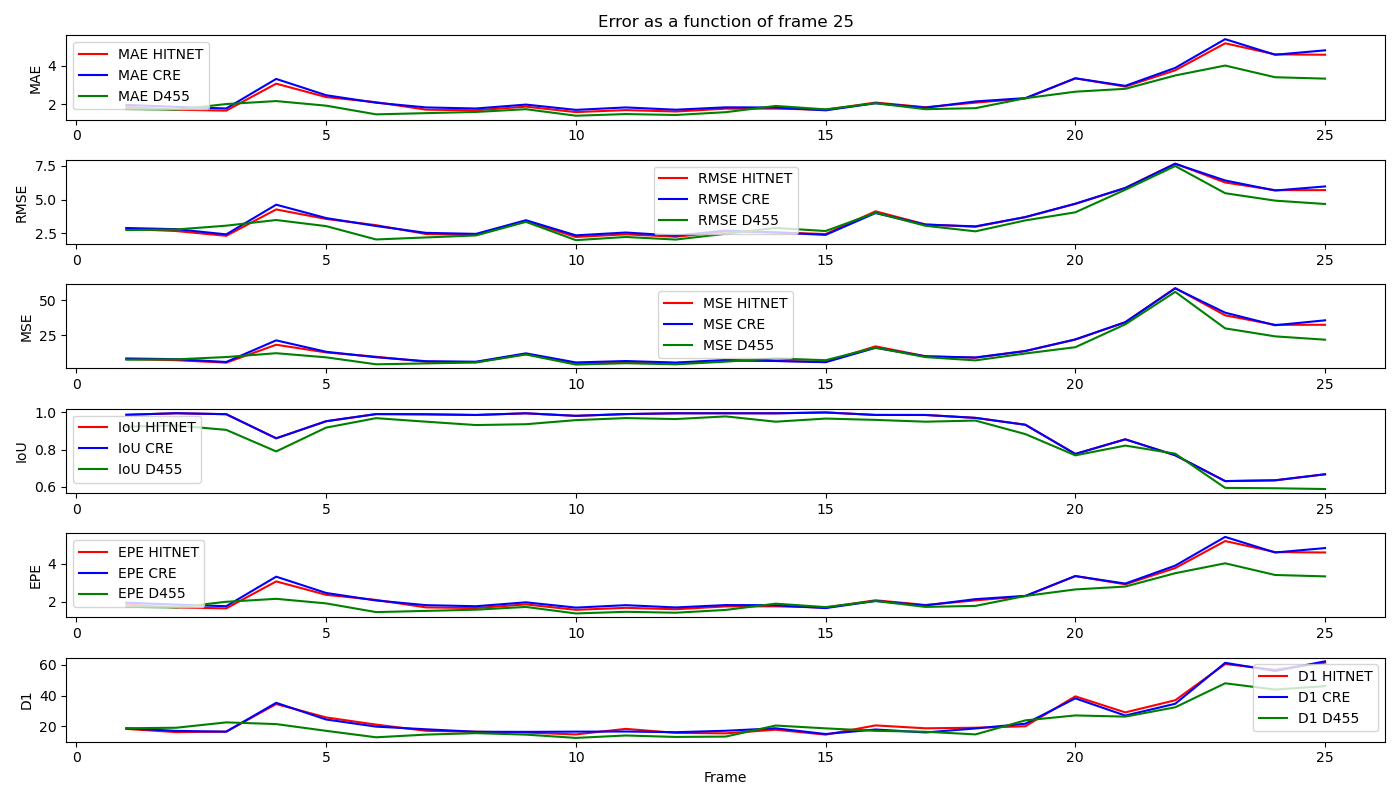 Error as a function of frame 25
MAE
4
2
MAE HITNET
MAE CRE
MAE D455
0 5 10 15 20 25
RMSE
7.5
5.0
2.5
RMSE HITNET
RMSE CRE
RMSE D455
0 5 10 15 20 25
MSE
50
25
MSE HITNET
MSE CRE
MSE D455
0 5 10 15 20 25
IoU
1.0
0.8
0.6
IoU HITNET
IoU CRE
IoU D455
0 5 10 15 20 25
EPE
4
2
EPE HITNET
EPE CRE
EPE D455
0 5 10 15 20 25
D1
60
40
20
D1 HITNET
D1 CRE
D1 D455
0 5 10 15 20 25
Frame